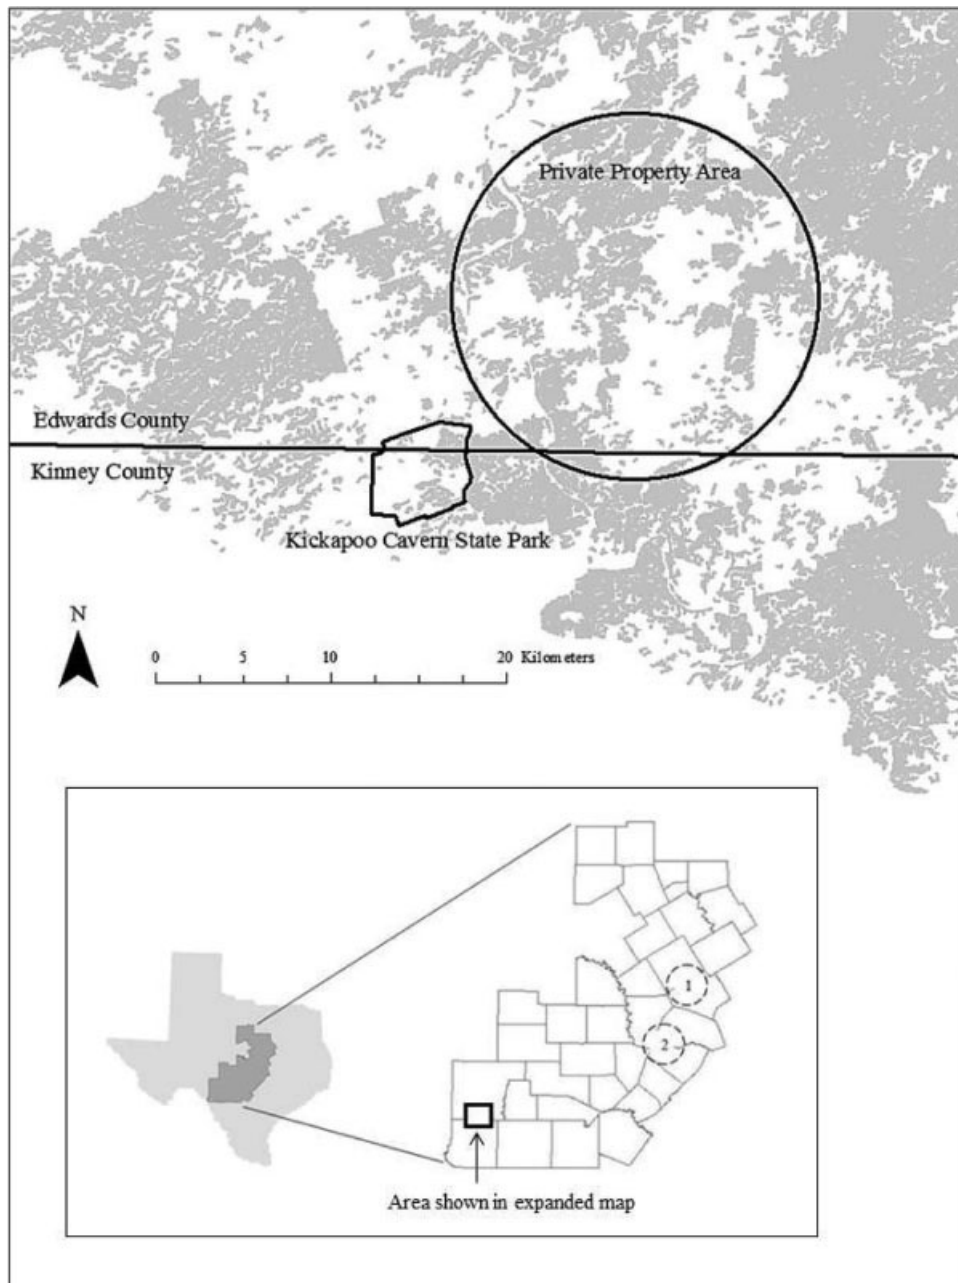 Private Property Area
Edwards County
Kinney County
Kickapoo Cavern State Park
N
0 5 10 20 Kilometers
1
2
Area shown in expanded map